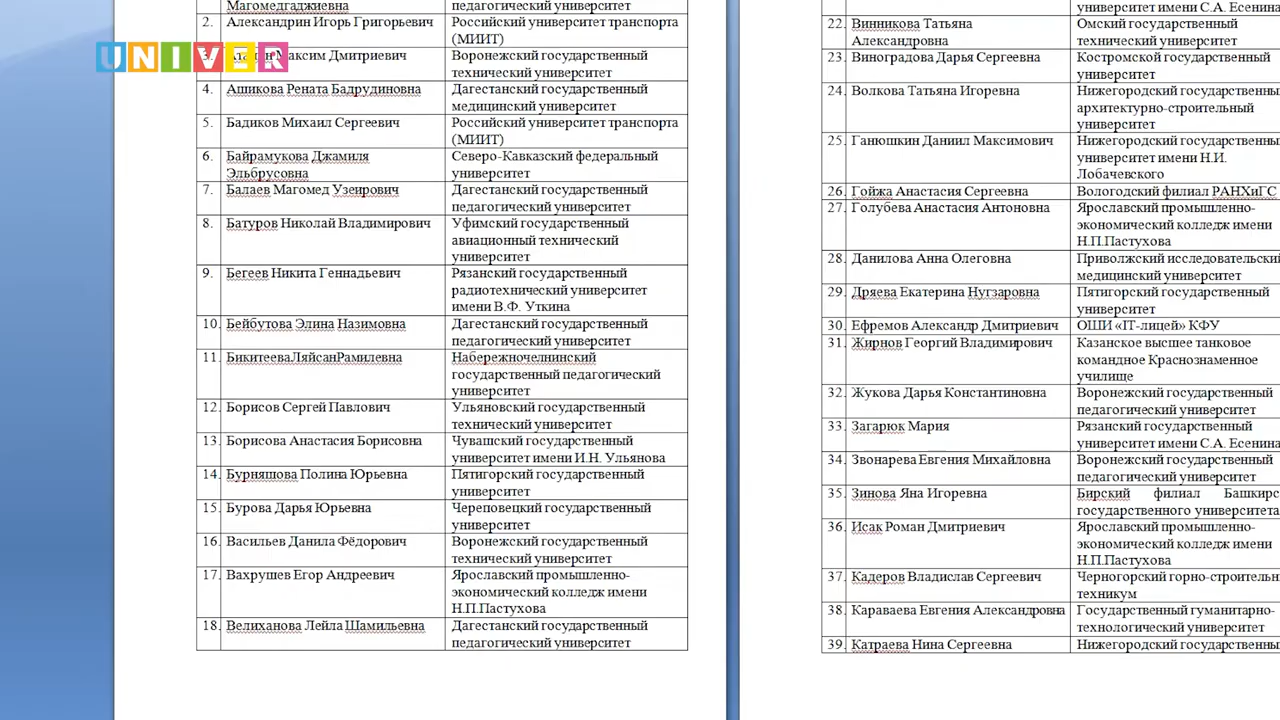 UNIVER
Магомедгаджиевна
педагогический университет
2. Александрин Игорь Григорьевич
Российский университет транспорта
(МИИТ)
Максим Дмитриевич
Воронежский государственный
технический университет
4. Ашикова Рената Бадрудиновна
Дагестанский государственный
медицинский университет
5. Бадиков Михаил Сергеевич
Российский университет транспорта
(МИИТ)
6. Байрамукова Джамиля
Эльбрусовна
Северо-Кавказский федеральный
университет
7. Балаев Магомед Узеирович
Дагестанский государственный
педагогический университет
8. Батуров Николай Владимирович
Уфимский государственный
авиационный технический
университет
9. Бегеев Никита Геннадьевич
Рязанский государственный
радиотехнический университет
имени В.Ф. Уткина
10. Бейбутова Элина Назимовна
Дагестанский государственный
педагогический университет
11. БикитееваЛяйсанРамилевна
Набережночелнинский
государственный педагогический
университет
12. Борисов Сергей Павлович
Ульяновский государственный
технический университет
13. Борисова Анастасия Борисовна
Чувашский государственный
университет имени И.Н. Ульянова
14. Бурняшова Полина Юрьевна
Пятигорский государственный
университет
15. Бурова Дарья Юрьевна
Череповецкий государственный
университет
16. Васильев Данила Фёдорович
Воронежский государственный
технический университет
17. Вахрушев Егор Андреевич
Ярославский промышленно-
экономический колледж имени
Н.П.Пастухова
18. Велиханова Лейла Шамильевна
Дагестанский государственный
педагогический университет
университет имени С.А. Есенина
22. Винникова Татьяна
Александровна
Омский государственный
технический университет
23. Виноградова Дарья Сергеевна
Костромской государственный
университет
24. Волкова Татьяна Игоревна
Нижегородский государственны
архитектурно-строительный
университет
25. Ганюшкин Даниил Максимович
Нижегородский государственны
университет имени Н.И.
Лобачевского
26. Гойжа Анастасия Сергеевна
Вологодский филиал РАНХиГС
27. Голубева Анастасия Антоновна
Ярославский промышленно-
экономический колледж имени
Н.П.Пастухова
28. Данилова Анна Олеговна
Приволжский исследовательский
медицинский университет
29. Дряева Екатерина Нугзаровна
Пятигорский государственный
университет
30. Ефремов Александр Дмитриевич
ОШИ «IT-лицей» КФУ
31. Жирнов Георгий Владимирович
Казанское высшее танковое
командное Краснознаменное
училище
32. Жукова Дарья Константиновна
Воронежский государственный
педагогический университет
33. Загарюк Мария
Рязанский государственный
университет имени С.А. Есенина
34. Звонарева Евгения Михайловна
Воронежский государственный
педагогический университет
35. Зинова Яна Игоревна
Бирский филиал Башкирс
государственного университета
36. Исак Роман Дмитриевич
Ярославский промышленно-
экономический колледж имени
Н.П.Пастухова
37. Кадеров Владислав Сергеевич
Черногорский горно-строительн
техникум
38. Караваева Евгения Александровна
Государственный гуманитарно-
технологический университет
39. Катраева Нина Сергеевна
Нижегородский государственны